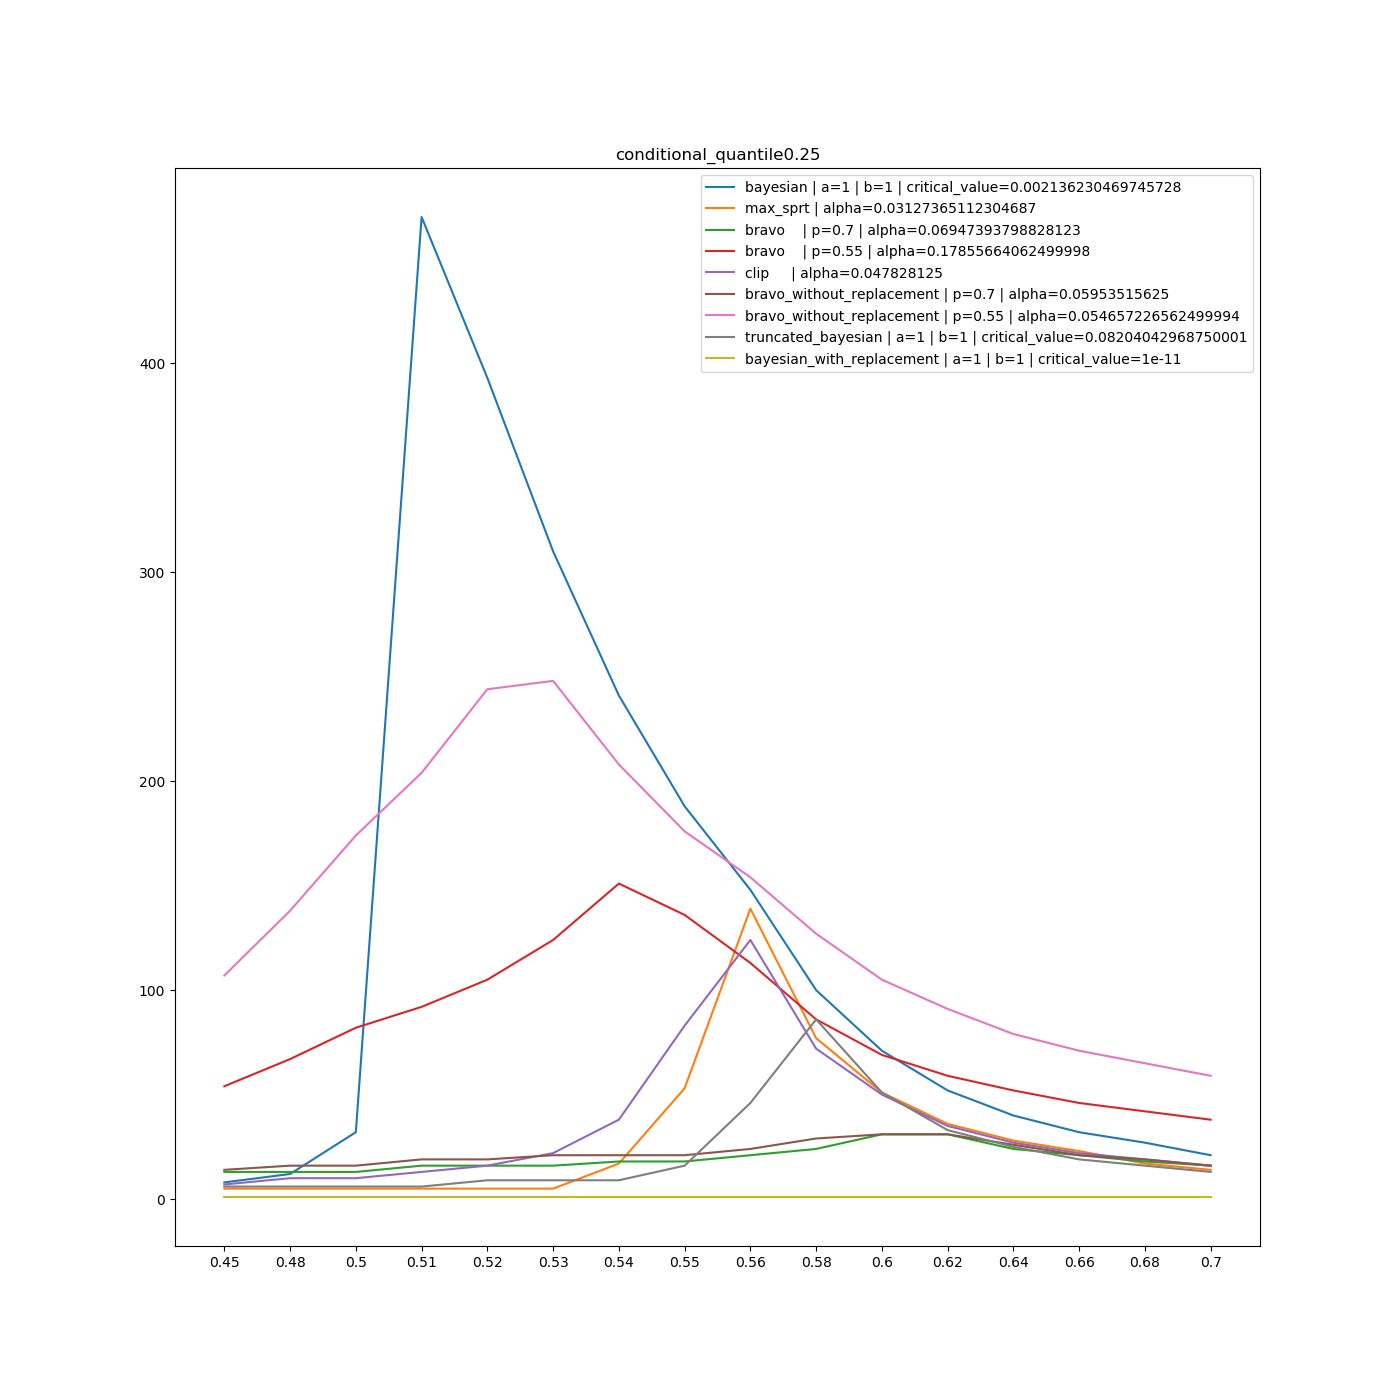 conditional_quantile0.25
bayesian | a=1 | b=1 | critical_value=0.002136230469745728
max_sprt | alpha=0.03127365112304687
bravo    | p=0.7 | alpha=0.06947393798828123
bravo    | p=0.55 | alpha=0.17855664062499998
clip     | alpha=0.047828125
bravo_without_replacement | p=0.7 | alpha=0.05953515625
bravo_without_replacement | p=0.55 | alpha=0.054657226562499994
truncated_bayesian | a=1 | b=1 | critical_value=0.08204042968750001
bayesian_with_replacement | a=1 | b=1 | critical_value=1e-11
400
300
200
100
0
0.45 0.48 0.5 0.51 0.52 0.53 0.54 0.55 0.56 0.58 0.6 0.62 0.64 0.66 0.68 0.7